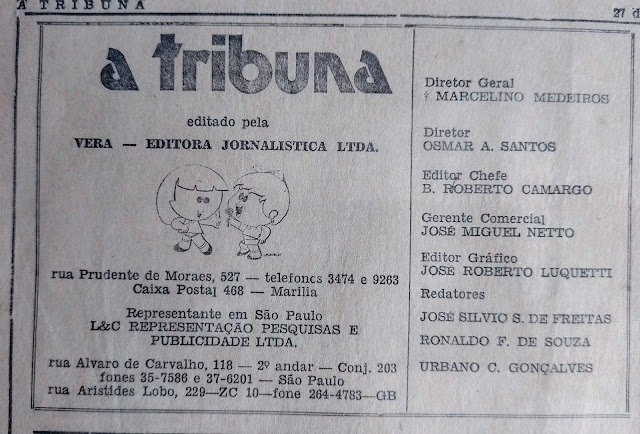 A TRIBUNA
27 d
a tribuna
editado pela
VERA — EDITORA JORNALISTICA LTDA.
rua Prudente de Moraes, 527 — telefones 3474 e 9263
Caixa Postal 468 — Marilia
Representante em São Paulo
L&C REPRESENTAÇÃO PESQUISAS E
PUBLICIDADE LTDA.
rua Alvaro de Carvalho, 118 — 2º andar — Conj. 203
fones 35-7586 e 37-6201 — São Paulo
rua Aristides Lobo, 229—ZC 10—fone 264-4783—GB
Diretor Geral
† MARCELINO MEDEIROS
Diretor
OSMAR A. SANTOS
Editor Chefe
B. ROBERTO CAMARGO
Gerente Comercial
JOSÉ MIGUEL NETTO
Editor Gráfico
JOSÉ ROBERTO LUQUETTI
Redatores
JOSÉ SILVIO S. DE FREITAS
RONALDO F. DE SOUZA
URBANO C. GONÇALVES